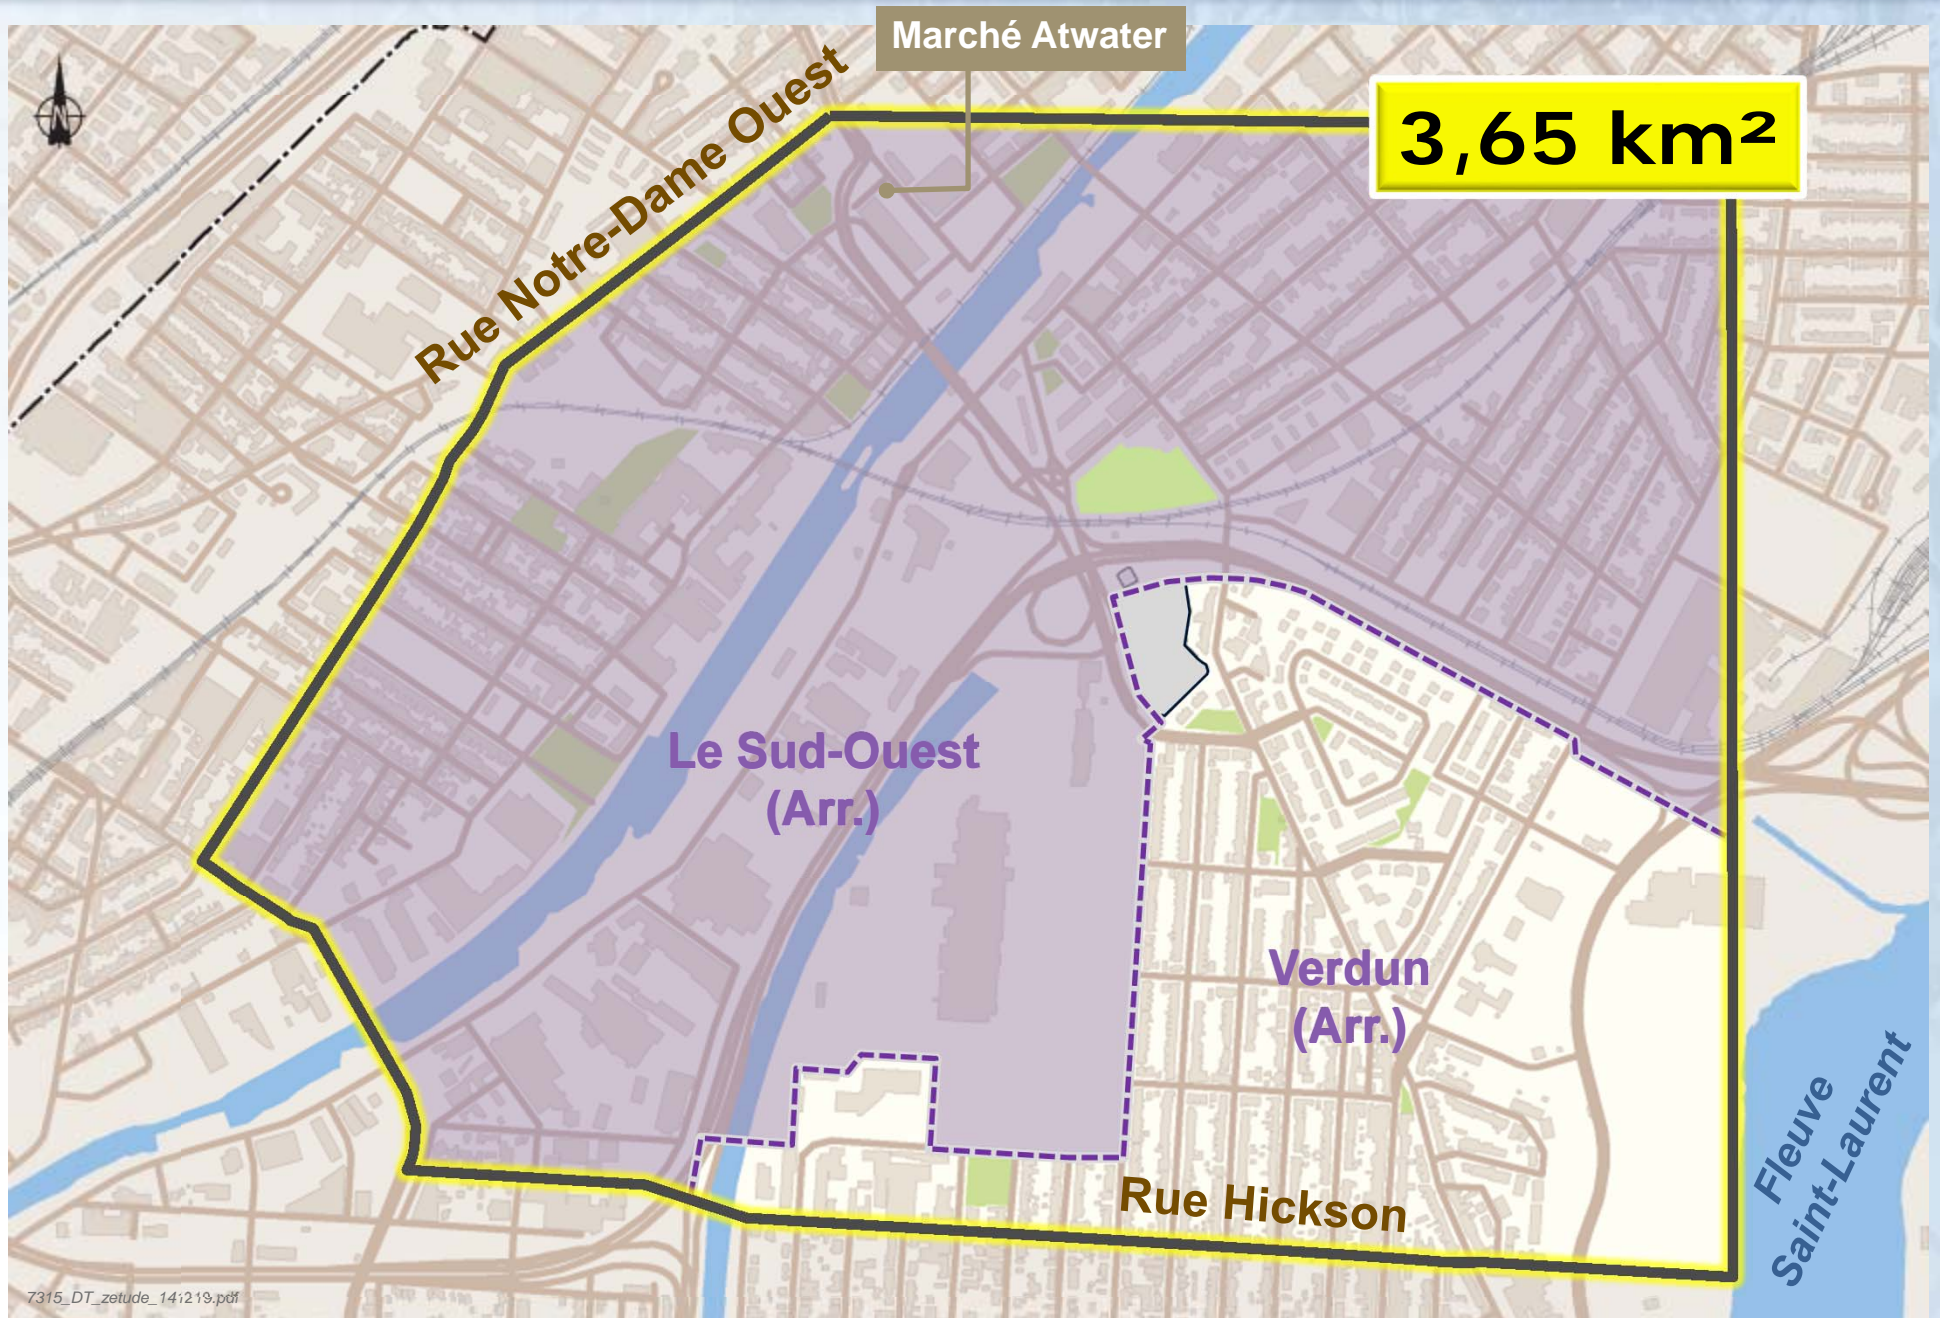 Marché Atwater
3,65 km²
Rue Notre-Dame Ouest
N
Le Sud-Ouest
(Arr.)
Verdun
(Arr.)
Rue Hickson
Fleuve
Saint-Laurent